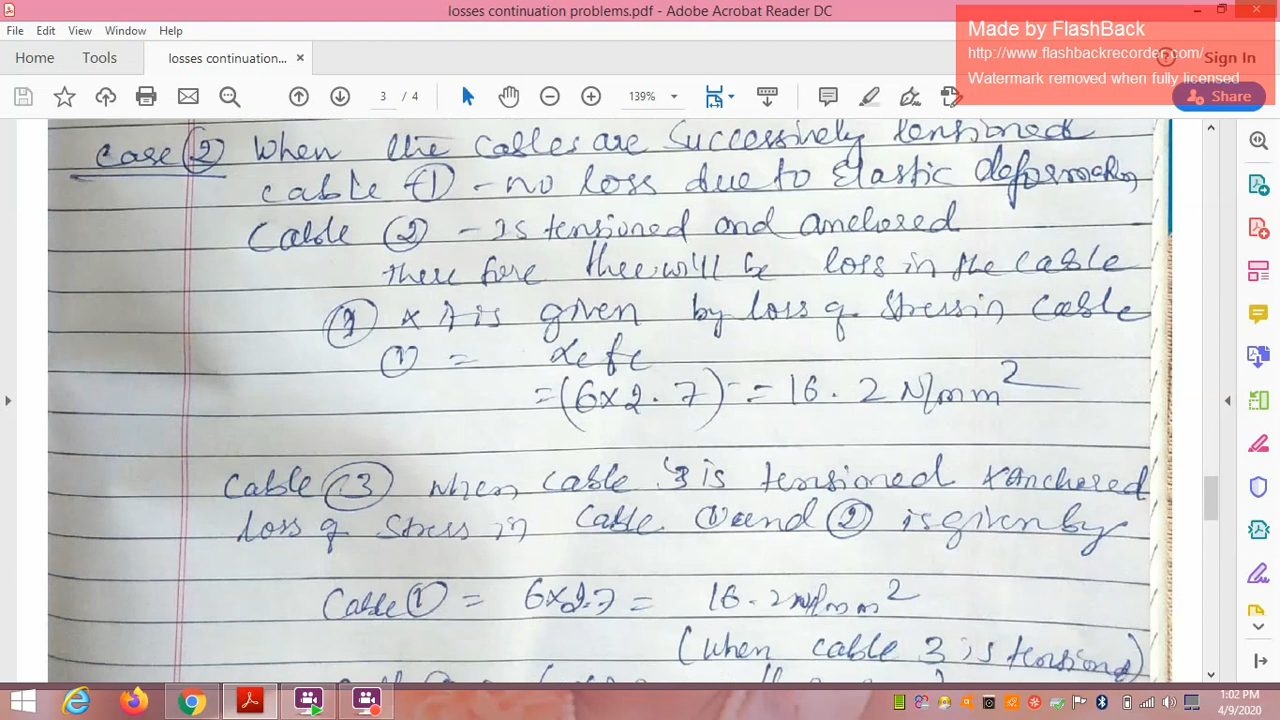 losses continuation problems.pdf - Adobe Acrobat Reader DC
Made by FlashBack
http://www.flashbackrecorder.com/
Watermark removed when fully licensed
File Edit View Window Help
Home Tools losses continuation... × Sign In
3 / 4 139% Share
Case ② When the Cables are Successively tensioned
Cable ① - no loss due to Elastic deformation
Cable ② - Is tensioned and anchored
there fore there will be loss in the Cable
① & it is given by loss of Stress in Cable
① = αe fc
= (6×2.7) = 16.2 N/mm²
Cable ③ When Cable 3 is tensioned & Anchored
loss of Stress in Cable ① and ② is given by
Cable ① = 6×2.7 = 16.2 N/mm²
(When cable 3 is tensiond)
1:02 PM
4/9/2020